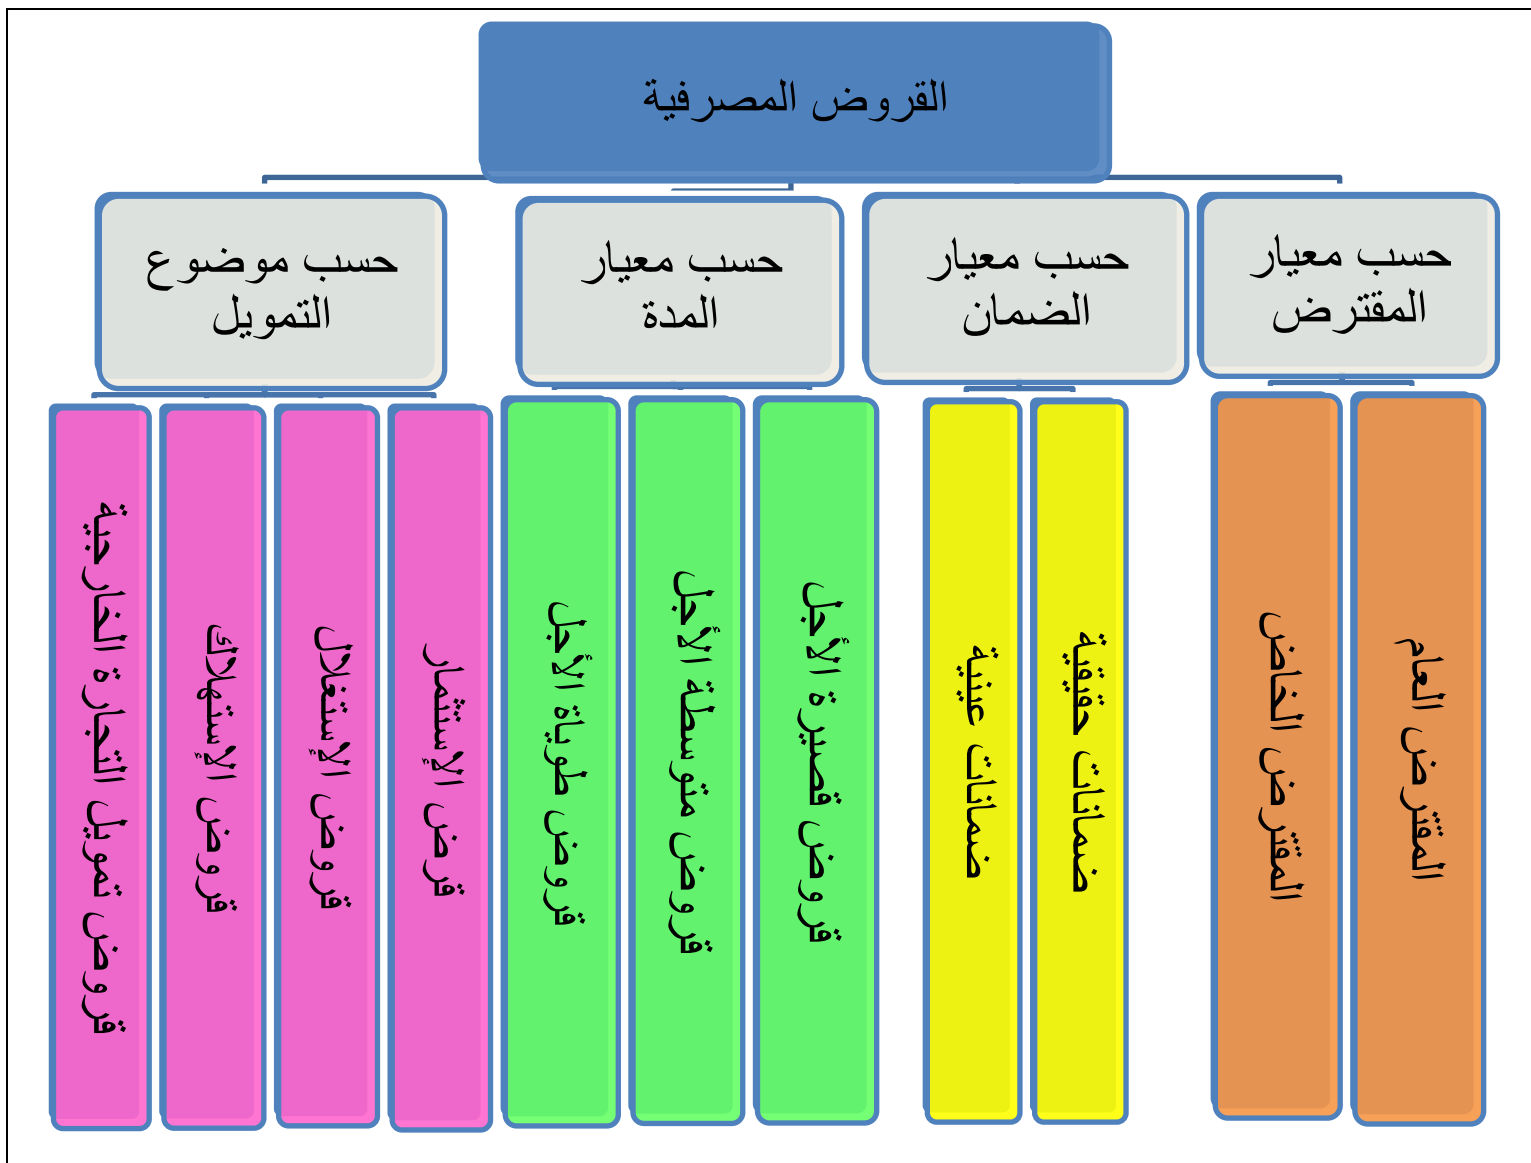 القروض المصرفية
حسب معيار
المقترض
حسب معيار
الضمان
حسب معيار
المدة
حسب موضوع
التمويل
المقترض العام
المقترض الخاض
ضمانات حقيقية
ضمانات عينية
قروض قصيرة الأجل
قروض متوسطة الأجل
قروض طوياة الأجل
قرض الإستثمار
قروض الإستغلال
قروض الإستهلاك
قروض تمويل التجارة الخارجية